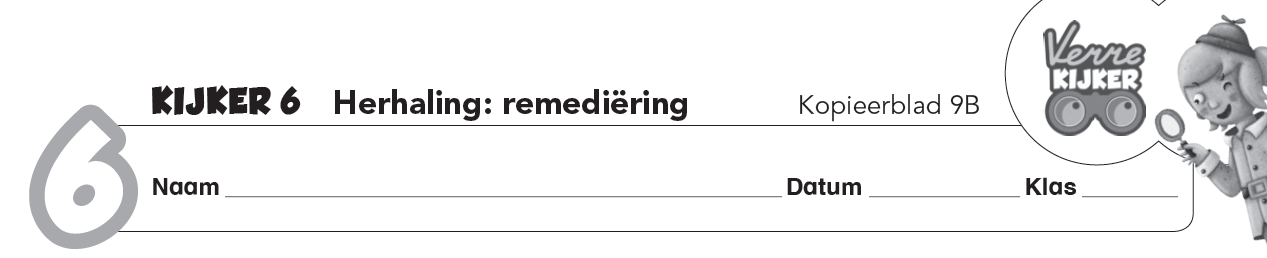 Verre
KIJKER
KIJKER 6 Herhaling: remediëring Kopieerblad 9B
6
Naam Datum Klas